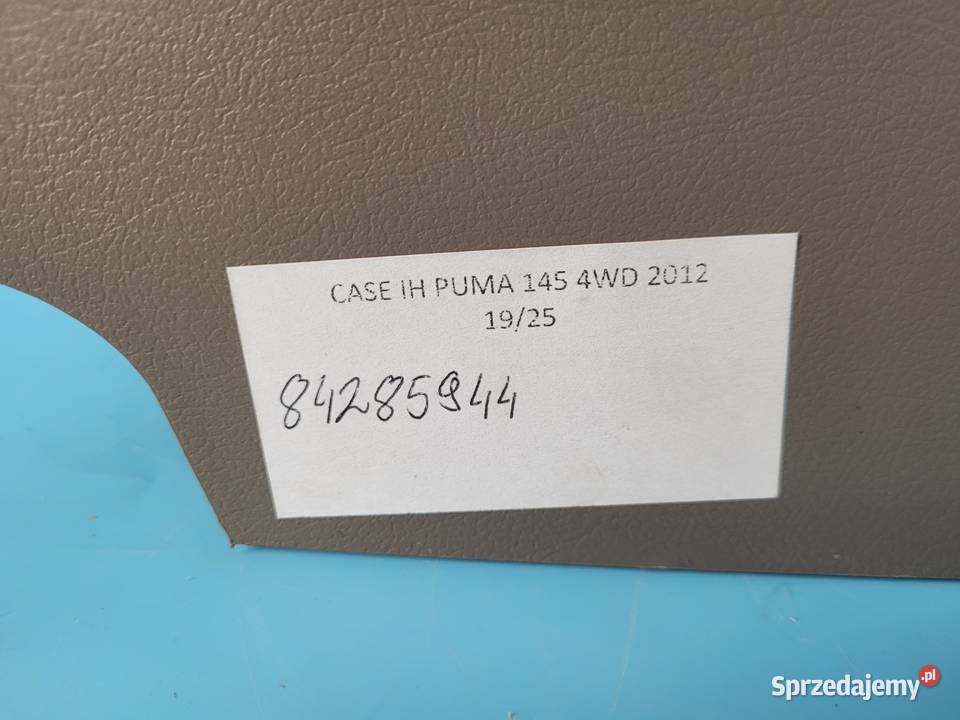 CASE IH PUMA 145 4WD 2012
19/25
84285944
Sprzedajemy.pl